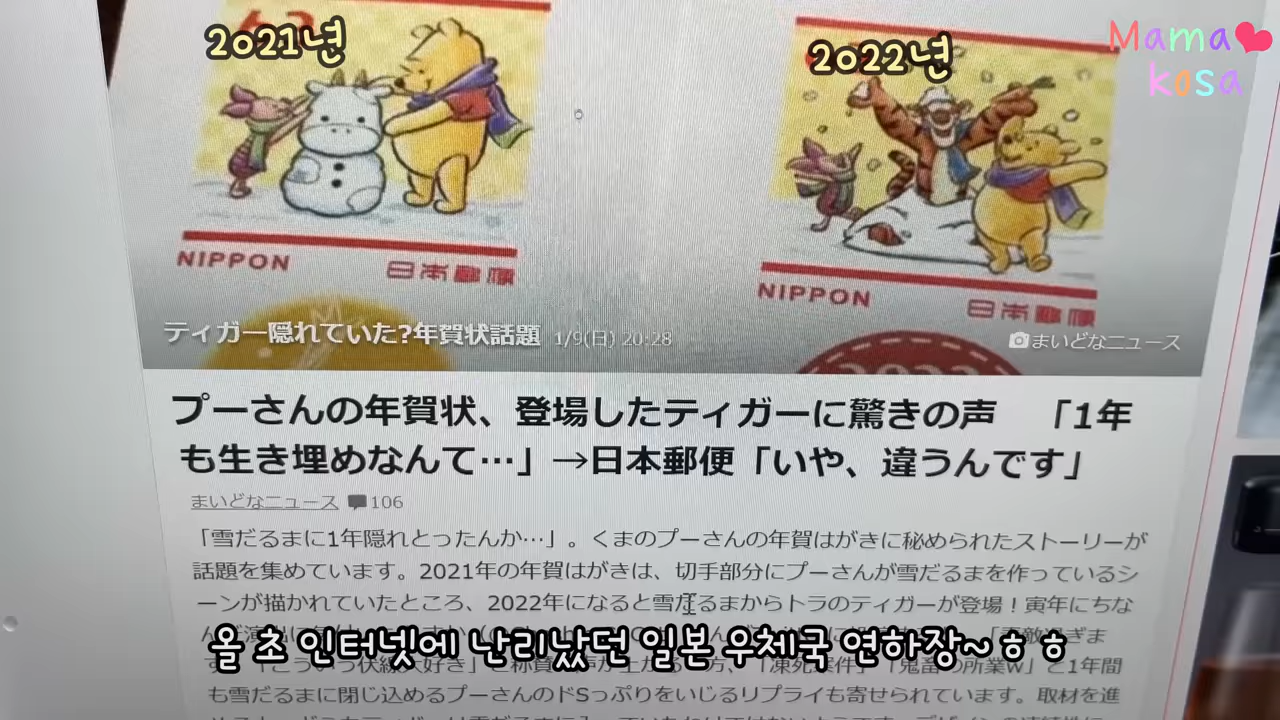 2021년
2022년
Mama
kosa
NIPPON
日本郵便
NIPPON
日本郵便
ティガー隠れていた?年賀状話題 1/9(日) 20:28
まいどなニュース
プーさんの年賀状、登場したティガーに驚きの声 「1年
も生き埋めなんて…」→日本郵便「いや、違うんです」
まいどなニュース 106
「雪だるまに1年隠れとったんか…」。くまのプーさんの年賀はがきに秘められたストーリーが
話題を集めています。2021年の年賀はがきは、切手部分にプーさんが雪だるまを作っているシ
ーンが描かれていたところ、2022年になると雪だるまからトラのティガーが登場！寅年にちな
올 초 인터넷에 난리났던 일본 우체국 연하장~ㅎㅎ
も雪だるまに閉じ込めるプーさんのドSっぷりをいじるリプライも寄せられています。取材を進